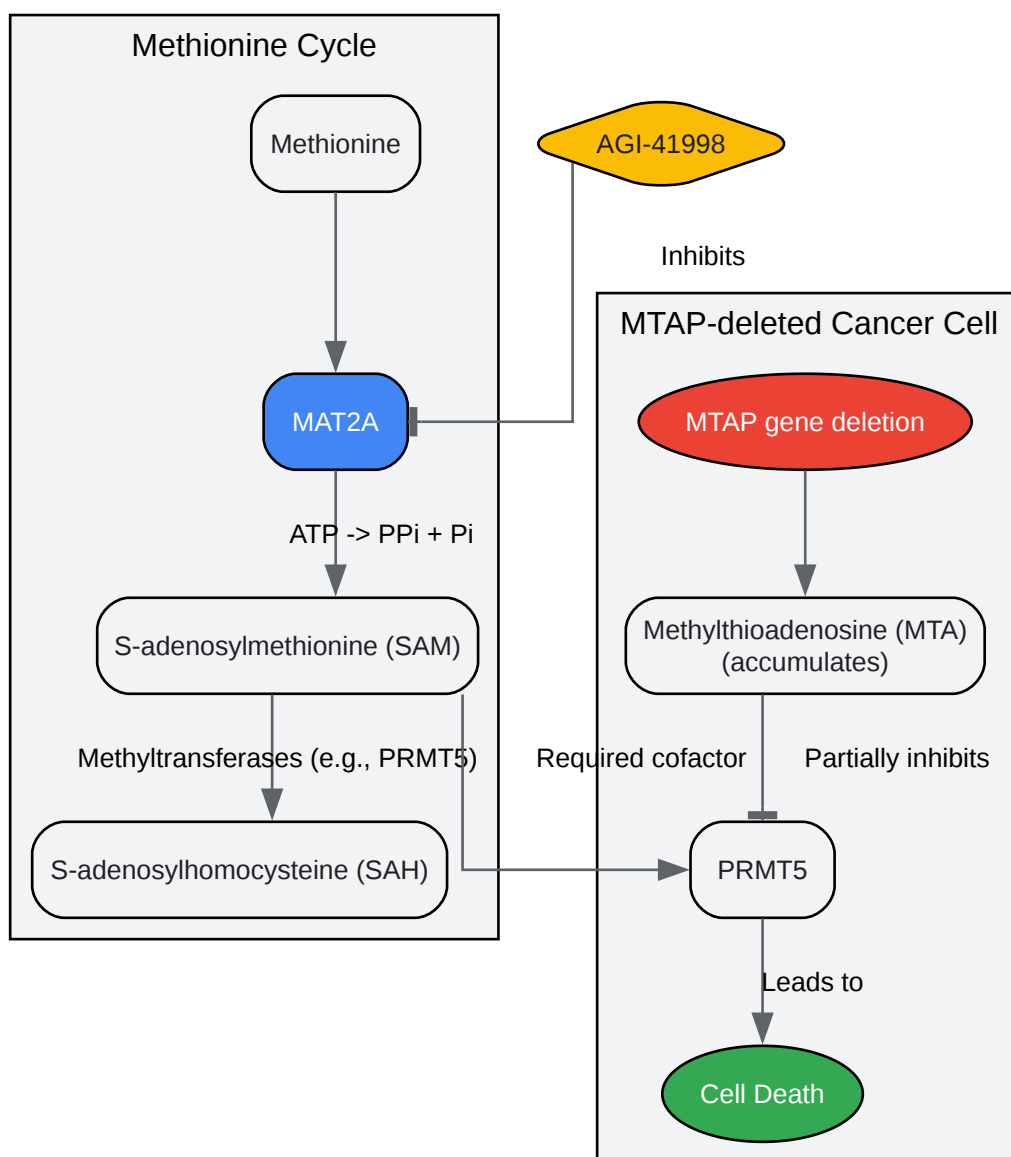 Methionine Cycle
Methionine
AGI-41998
Inhibits
MTAP-deleted Cancer Cell
MAT2A
MTAP gene deletion
ATP -> PPi + Pi
S-adenosylmethionine (SAM)
Methylthioadenosine (MTA)
(accumulates)
Methyltransferases (e.g., PRMT5)
Required cofactor
Partially inhibits
S-adenosylhomocysteine (SAH)
PRMT5
Leads to
Cell Death